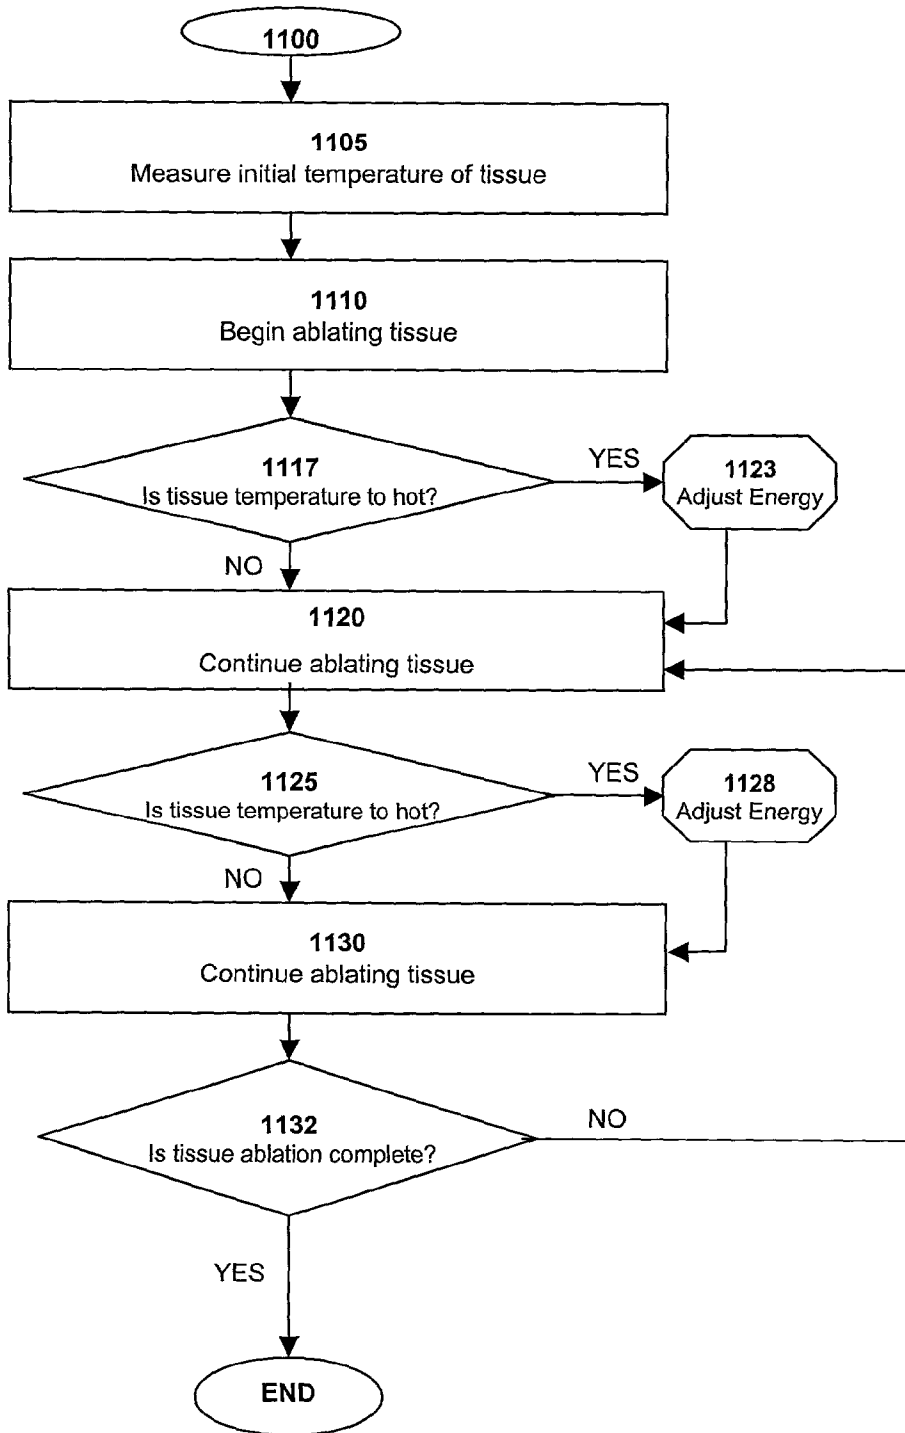 1100
1105
Measure initial temperature of tissue
1110
Begin ablating tissue
1117
Is tissue temperature to hot?
YES
1123
Adjust Energy
NO
1120
Continue ablating tissue
1125
Is tissue temperature to hot?
YES
1128
Adjust Energy
NO
1130
Continue ablating tissue
1132
Is tissue ablation complete?
NO
YES
END